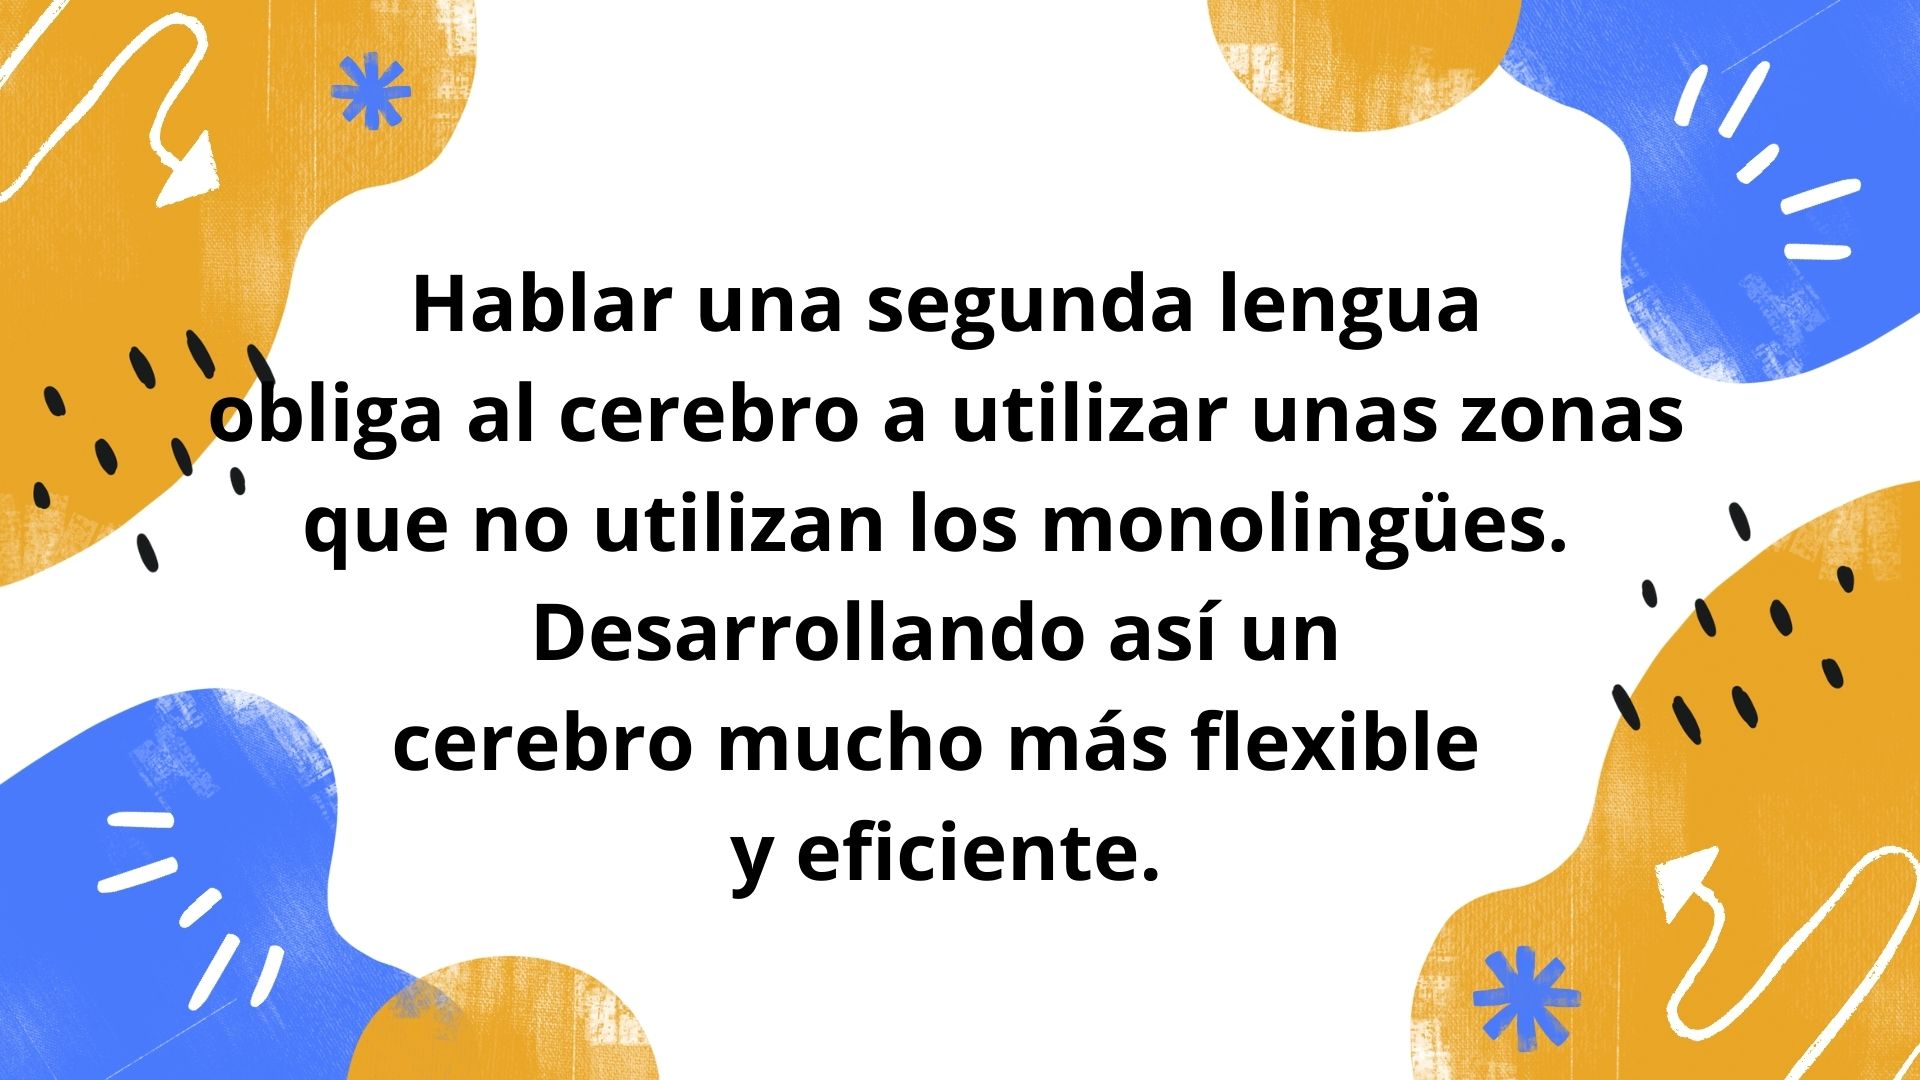 Hablar una segunda lengua
obliga al cerebro a utilizar unas zonas
que no utilizan los monolingües.
Desarrollando así un
cerebro mucho más flexible
y eficiente.